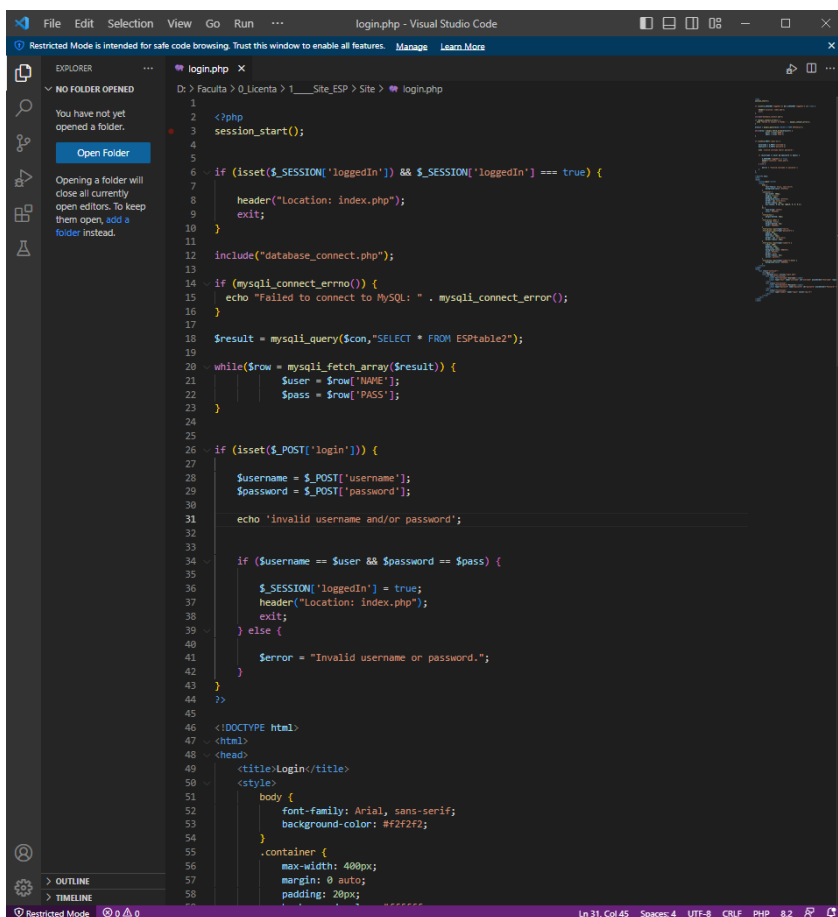 File Edit Selection View Go Run ··· login.php - Visual Studio Code
Restricted Mode is intended for safe code browsing. Trust this window to enable all features. Manage Learn More
EXPLORER ···
NO FOLDER OPENED
You have not yet
opened a folder.
Open Folder
Opening a folder will
close all currently
open editors. To keep
them open, add a
folder instead.
OUTLINE
TIMELINE
login.php
D: > Faculta > 0_Licenta > 1____Site_ESP > Site > login.php
1
2 <?php
3 session_start();
4
5
6 if (isset($_SESSION['loggedIn']) && $_SESSION['loggedIn'] === true) {
7
8 header("Location: index.php");
9 exit;
10 }
11
12 include("database_connect.php");
13
14 if (mysqli_connect_errno()) {
15 echo "Failed to connect to MySQL: " . mysqli_connect_error();
16 }
17
18 $result = mysqli_query($con,"SELECT * FROM ESPtable2");
19
20 while($row = mysqli_fetch_array($result)) {
21 $user = $row['NAME'];
22 $pass = $row['PASS'];
23 }
24
25
26 if (isset($_POST['login'])) {
27
28 $username = $_POST['username'];
29 $password = $_POST['password'];
30
31 echo 'invalid username and/or password';
32
33
34 if ($username == $user && $password == $pass) {
35
36 $_SESSION['loggedIn'] = true;
37 header("Location: index.php");
38 exit;
39 } else {
40
41 $error = "Invalid username or password.";
42 }
43 }
44 ?>
45
46 <!DOCTYPE html>
47 <html>
48 <head>
49 <title>Login</title>
50 <style>
51 body {
52 font-family: Arial, sans-serif;
53 background-color: #f2f2f2;
54 }
55 .container {
56 max-width: 400px;
57 margin: 0 auto;
58 padding: 20px;
Restricted Mode 0 0 Ln 31, Col 45 Spaces: 4 UTF-8 CRLF PHP 8.2